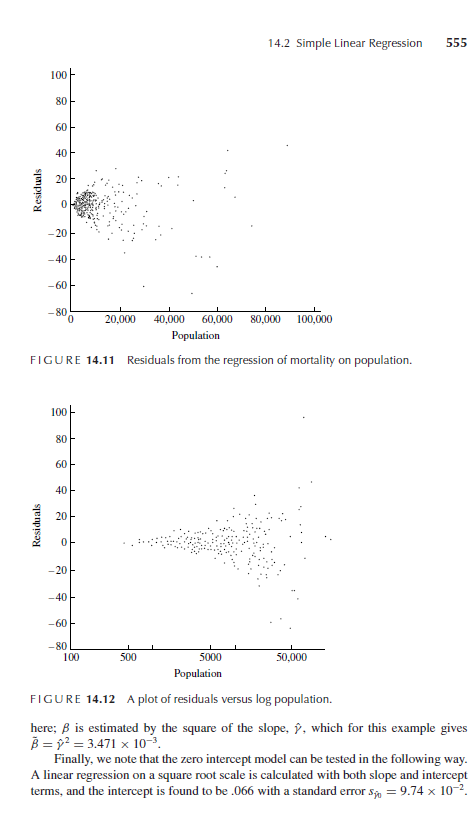 14.2 Simple Linear Regression 555
100
80
60
40
20
0
−20
−40
−60
−80
Residuals
0 20,000 40,000 60,000 80,000 100,000
Population
FIGURE 14.11 Residuals from the regression of mortality on population.
100
80
60
40
20
0
−20
−40
−60
−80
Residuals
100 500 5000 50,000
Population
FIGURE 14.12 A plot of residuals versus log population.
here; β is estimated by the square of the slope, γ̂, which for this example gives
β̃ = γ̂² = 3.471 × 10⁻³.
Finally, we note that the zero intercept model can be tested in the following way.
A linear regression on a square root scale is calculated with both slope and intercept
terms, and the intercept is found to be .066 with a standard error sγ̂₀ = 9.74 × 10⁻².